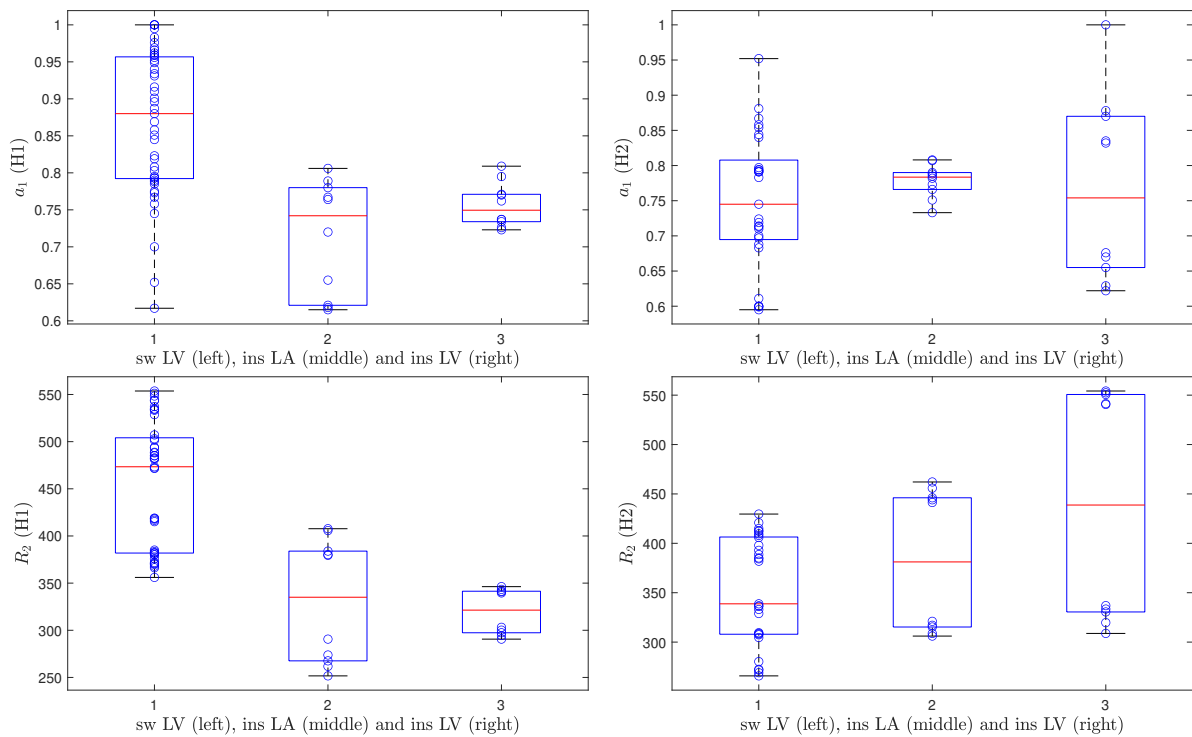 1
0.95
0.9
0.85
0.8
0.75
0.7
0.65
0.6
a₁ (H1)
1 2 3
sw LV (left), ins LA (middle) and ins LV (right)
1
0.95
0.9
0.85
0.8
0.75
0.7
0.65
0.6
a₁ (H2)
1 2 3
sw LV (left), ins LA (middle) and ins LV (right)
550
500
450
400
350
300
250
R₂ (H1)
1 2 3
sw LV (left), ins LA (middle) and ins LV (right)
550
500
450
400
350
300
R₂ (H2)
1 2 3
sw LV (left), ins LA (middle) and ins LV (right)